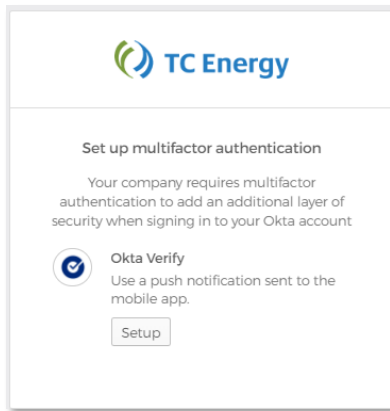 TC Energy
Set up multifactor authentication
Your company requires multifactor
authentication to add an additional layer of
security when signing in to your Okta account
Okta Verify
Use a push notification sent to the
mobile app.
Setup